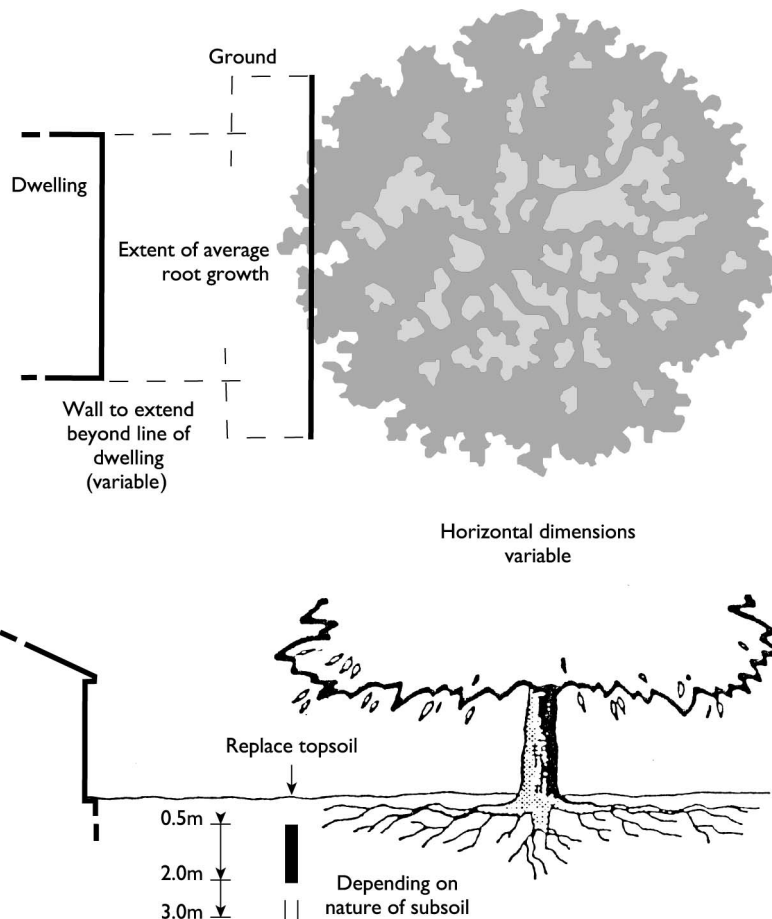 Ground
Dwelling
Extent of average
root growth
Wall to extend
beyond line of
dwelling
(variable)
Horizontal dimensions
variable
Replace topsoil
0.5m
2.0m
3.0m
Depending on
nature of subsoil